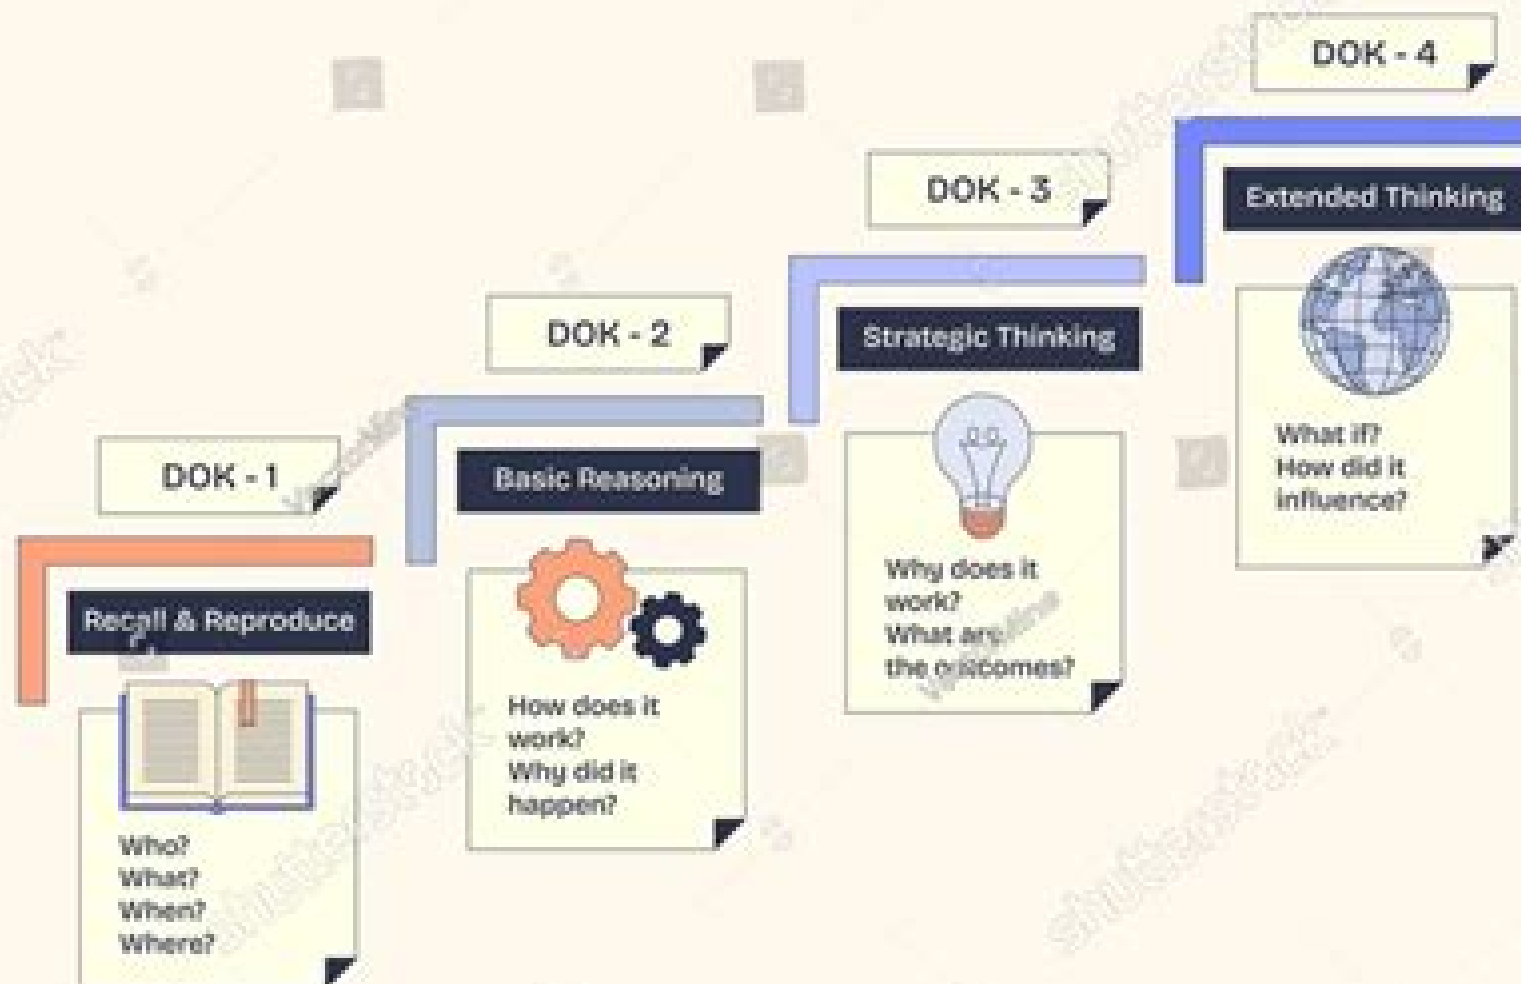 DOK - 1
Recall & Reproduce
Who?
What?
When?
Where?
DOK - 2
Basic Reasoning
How does it
work?
Why did it
happen?
DOK - 3
Strategic Thinking
Why does it
work?
What are
the outcomes?
DOK - 4
Extended Thinking
What if?
How did it
influence?
shutterstock
shutterstock